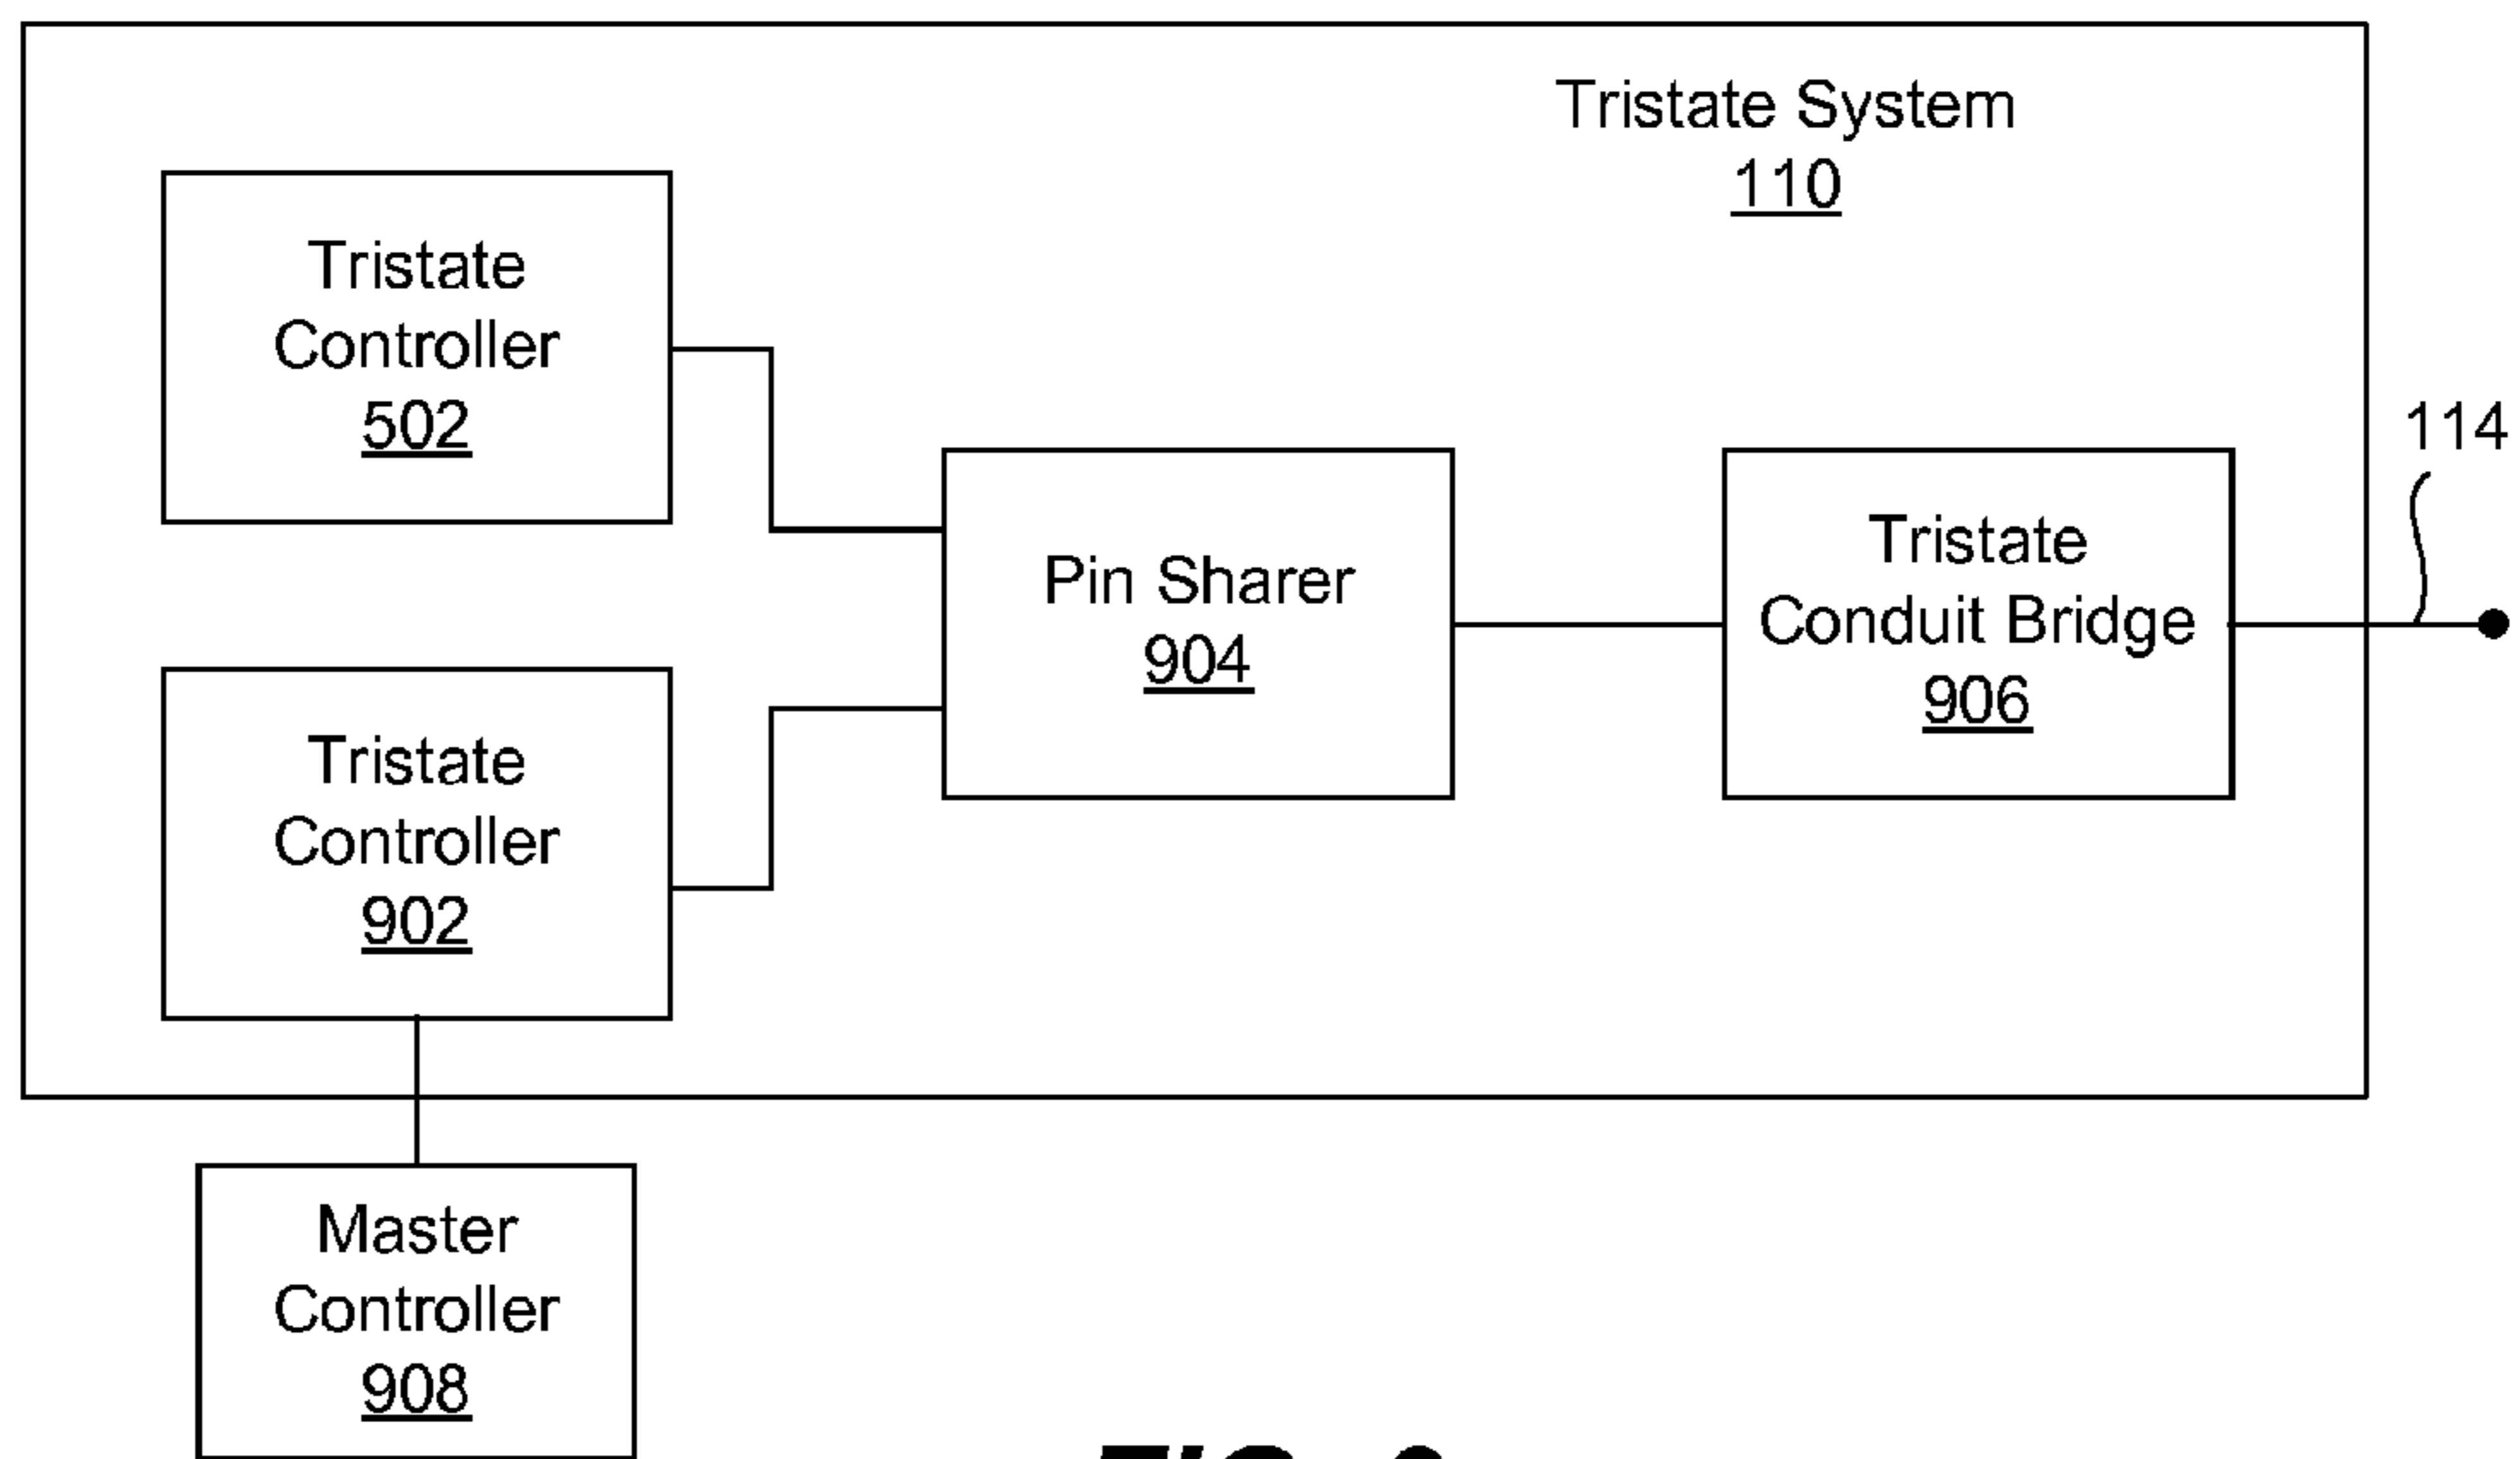 Tristate System
110
Tristate
Controller
502
114
Pin Sharer
904
Tristate
Conduit Bridge
906
Tristate
Controller
902
Master
Controller
908